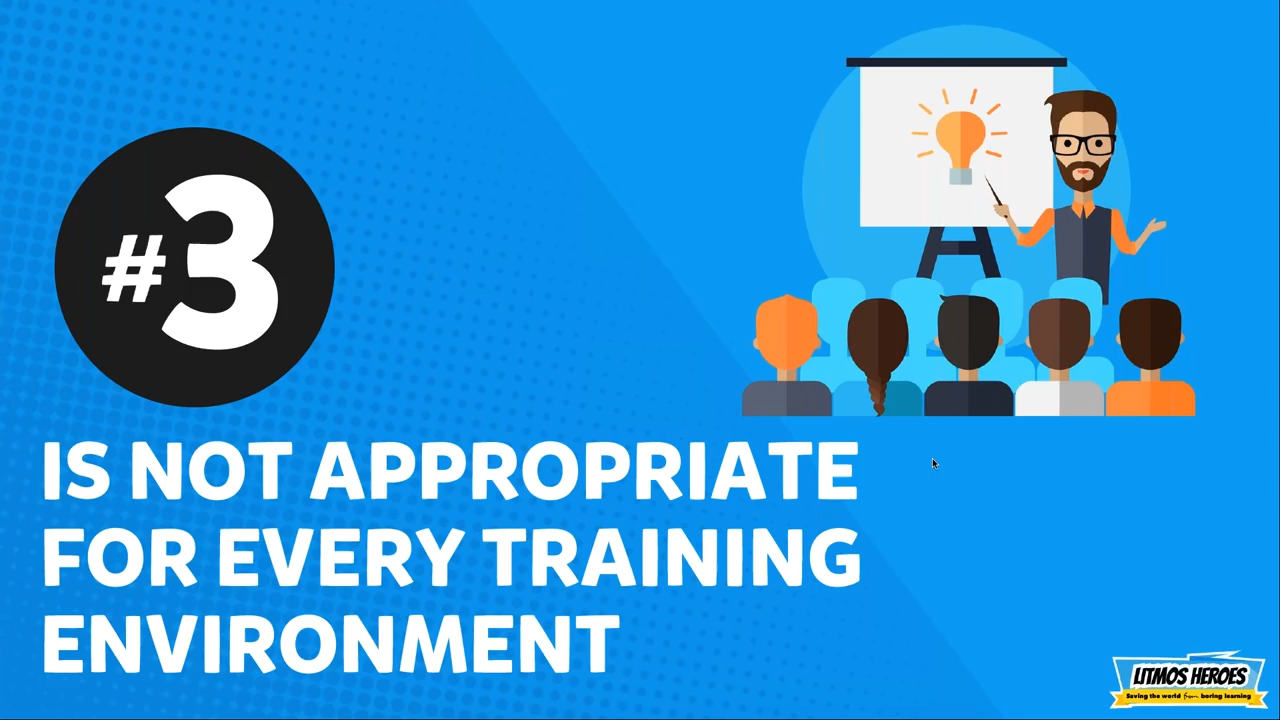 #3
IS NOT APPROPRIATE
FOR EVERY TRAINING
ENVIRONMENT
LITMOS HEROES
Saving the world from boring learning